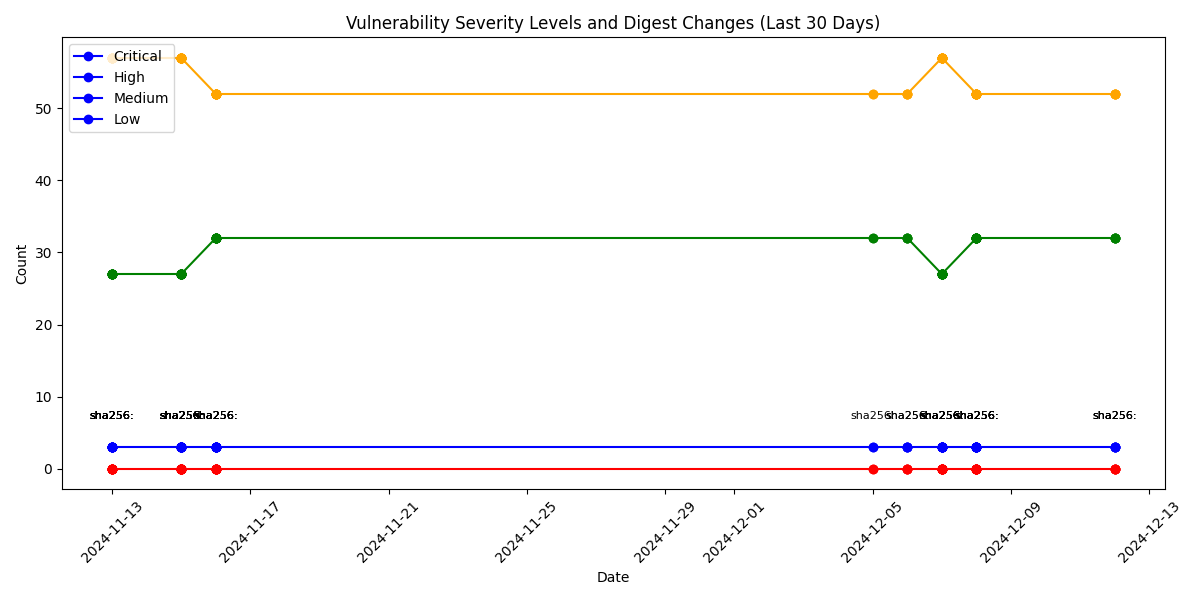 Vulnerability Severity Levels and Digest Changes (Last 30 Days)
Critical
High
Medium
Low
50
40
30
20
10
0
Count
sha256: sha256: sha256: sha256: sha256: sha256: sha256: sha256:
2024-11-13 2024-11-17 2024-11-21 2024-11-25 2024-11-29 2024-12-01 2024-12-05 2024-12-09 2024-12-13
Date